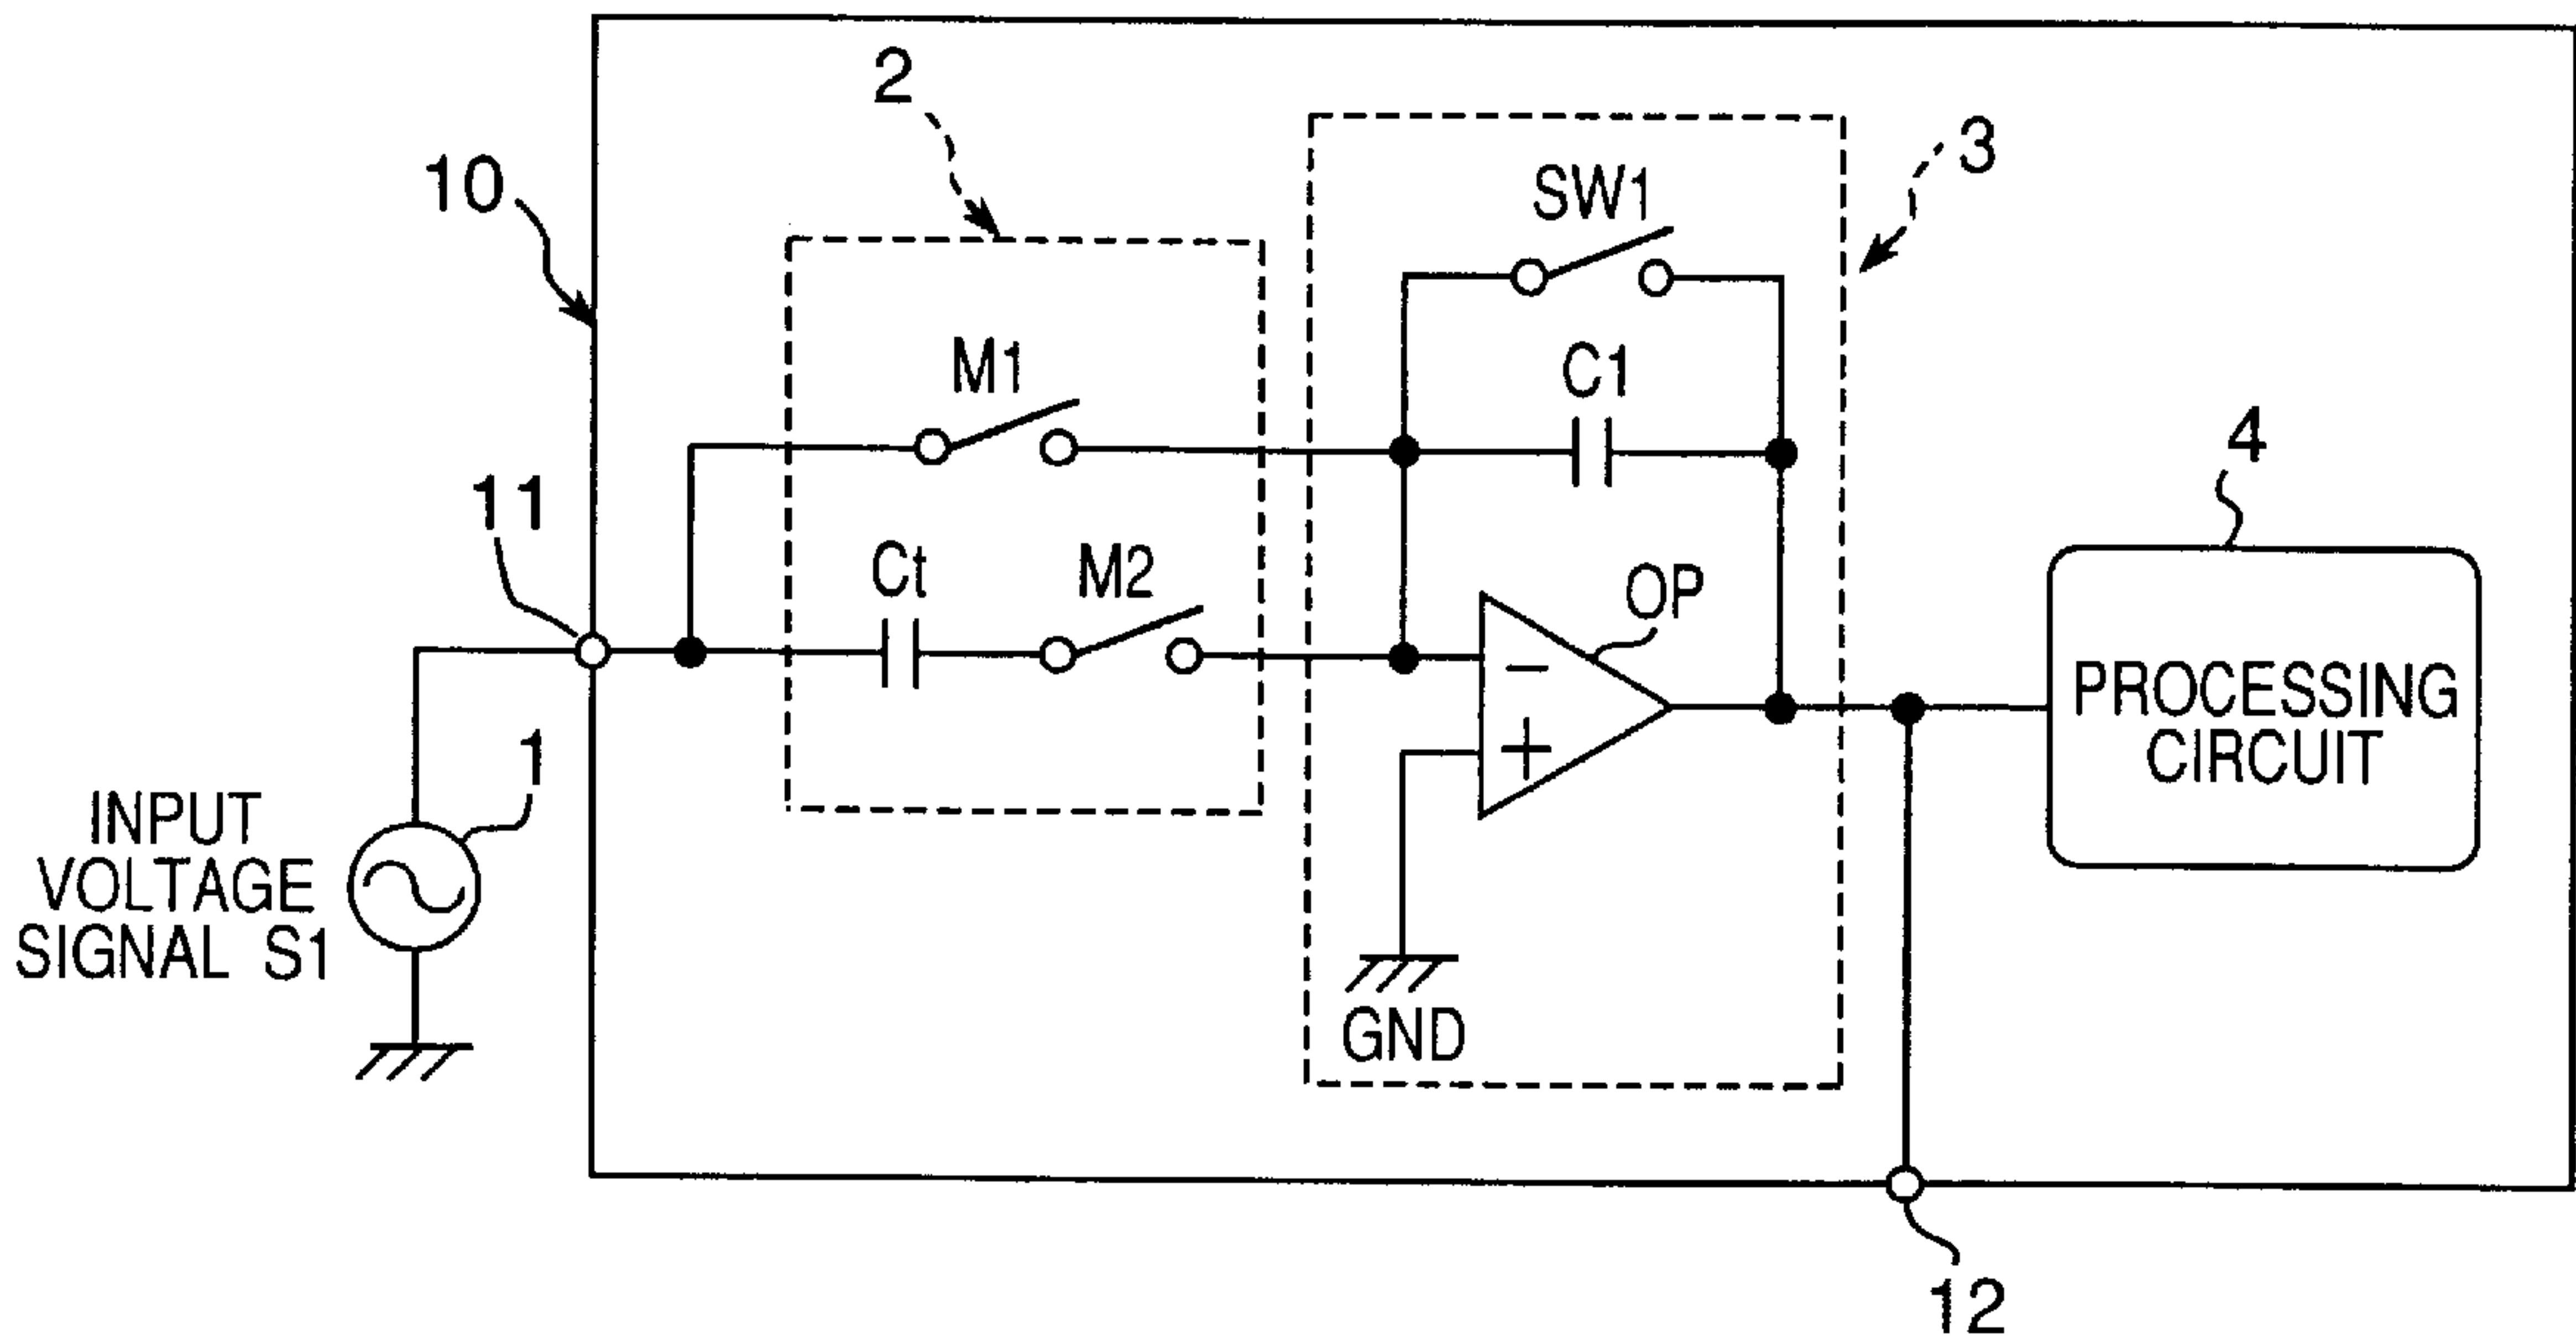 2
10
3
SW1
M1
C1
4
11
Ct
M2
OP
−
+
PROCESSING
CIRCUIT
1
INPUT
VOLTAGE
SIGNAL S1
GND
12